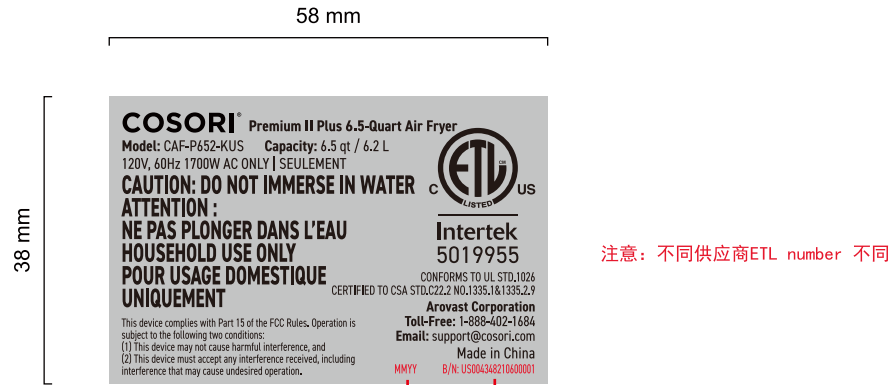 58 mm
38 mm
COSORI® Premium II Plus 6.5-Quart Air Fryer
Model: CAF-P652-KUS Capacity: 6.5 qt / 6.2 L
120V, 60Hz 1700W AC ONLY | SEULEMENT
CAUTION: DO NOT IMMERSE IN WATER
ATTENTION :
NE PAS PLONGER DANS L'EAU
HOUSEHOLD USE ONLY
POUR USAGE DOMESTIQUE
UNIQUEMENT
This device complies with Part 15 of the FCC Rules. Operation is
subject to the following two conditions:
(1) This device may not cause harmful interference, and
(2) This device must accept any interference received, including
interference that may cause undesired operation.
C ETL CM US
LISTED
Intertek
5019955
CONFORMS TO UL STD.1026
CERTIFIED TO CSA STD.C22.2 NO.1335.1&1335.2.9
Arovast Corporation
Toll-Free: 1-888-402-1684
Email: support@cosori.com
Made in China
MMYY B/N: US004348210600001
注意：不同供应商ETL number 不同